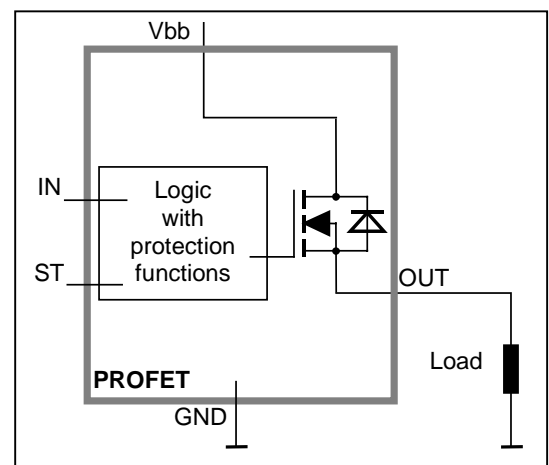 Vbb
IN
Logic
with
protection
functions
ST
OUT
Load
PROFET
GND